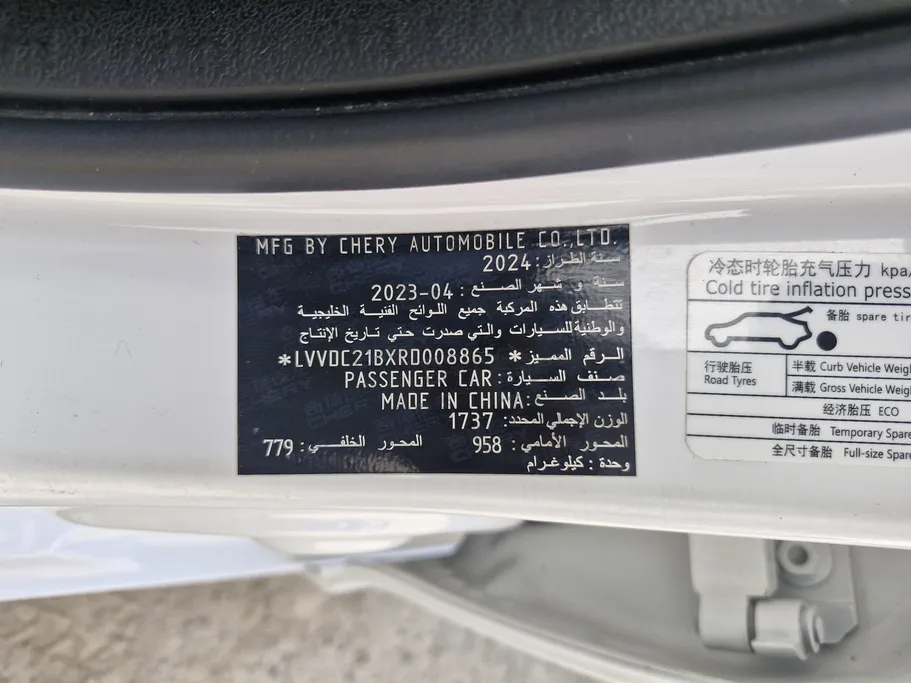 MFG BY CHERY AUTOMOBILE CO.,LTD.
سنة الطراز: 2024
سنة و شهر الصنع : 2023-04
تتطابق هذه المركبة جميع اللوائح الفنية الخليجية
والوطنية للسيارات والتي صدرت حتي تاريخ الإنتاج
الرقم المميز: *LVVDC21BXRD008865*
صنف السيارة: PASSENGER CAR
بلد الصنع: MADE IN CHINA
الوزن الإجمالي المحدد: 1737
المحور الأمامي: 958 المحور الخلفي: 779
وحدة : كيلوغرام
冷态时轮胎充气压力 kpa/
Cold tire inflation press
备胎 spare tir
行驶胎压
Road Tyres
半载 Curb Vehicle Weigh
满载 Gross Vehicle Weigh
经济胎压 ECO
临时备胎 Temporary Spare
全尺寸备胎 Full-size Spare